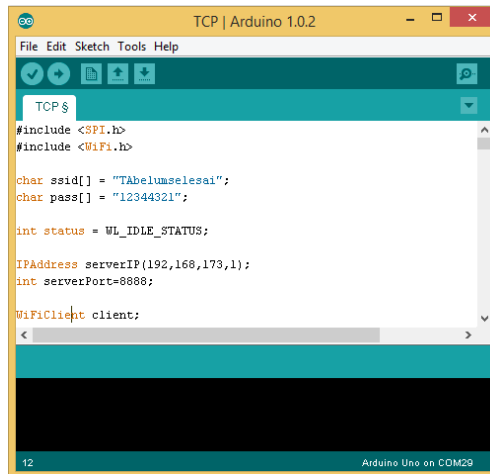 TCP | Arduino 1.0.2
File Edit Sketch Tools Help
TCP §
#include <SPI.h>
#include <WiFi.h>
char ssid[] = "TAbelumselesai";
char pass[] = "12344321";
int status = WL_IDLE_STATUS;
IPAddress serverIP(192,168,173,1);
int serverPort=8888;
WiFiClient client;
12
Arduino Uno on COM29